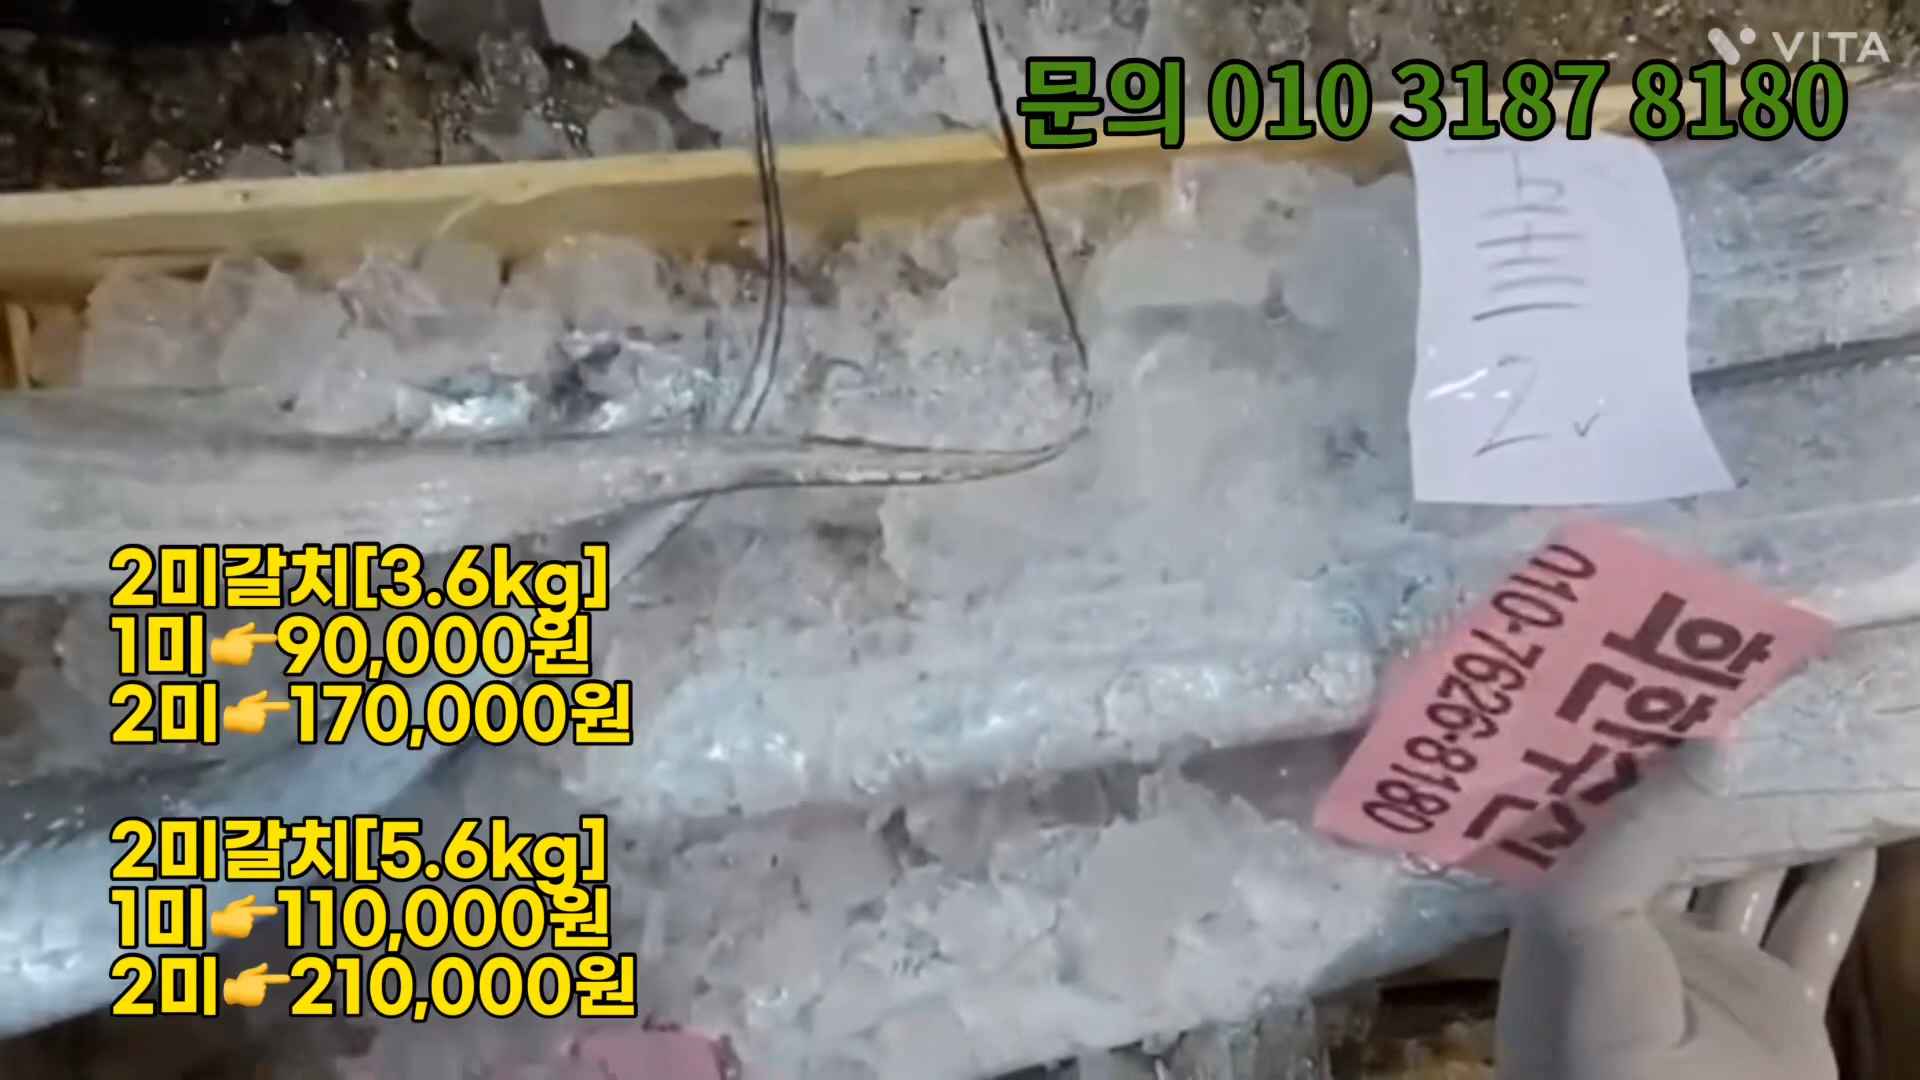 VITA
문의 010 3187 8180
2
010-7626-8180
2미갈치[3.6kg]
1미👉90,000원
2미👉170,000원
2미갈치[5.6kg]
1미👉110,000원
2미👉210,000원